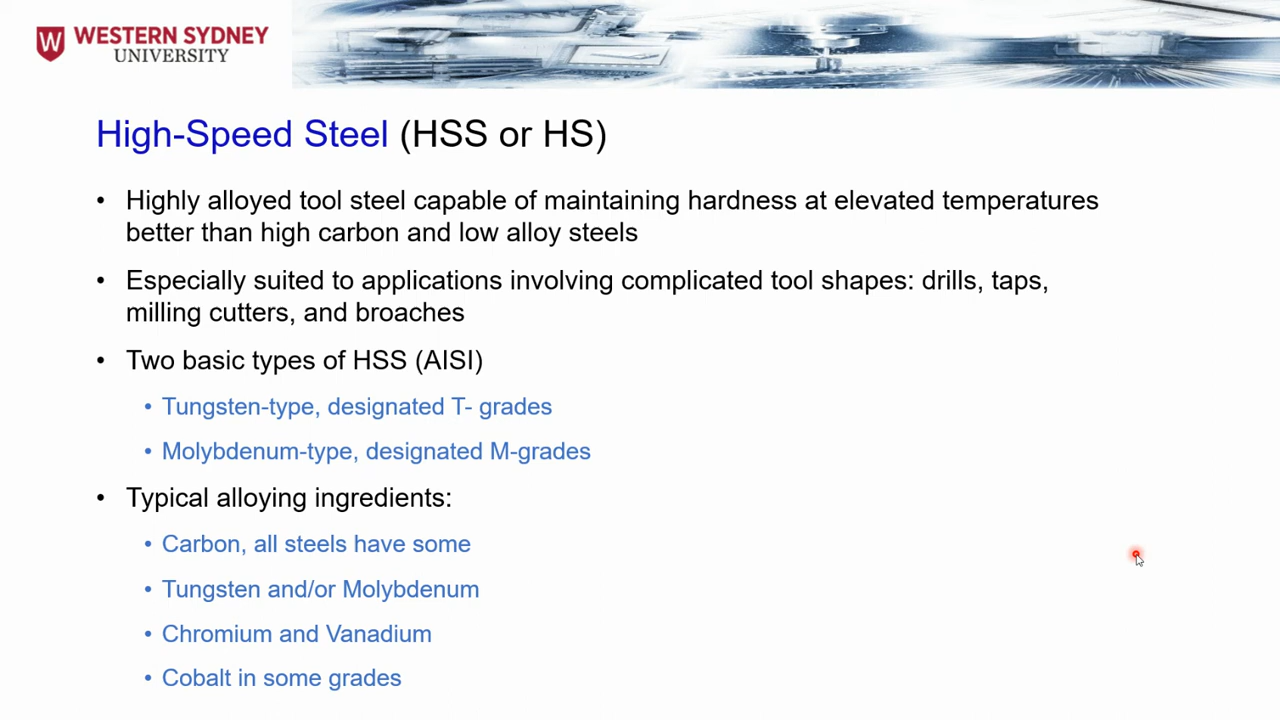 WESTERN SYDNEY
UNIVERSITY
High-Speed Steel (HSS or HS)
• Highly alloyed tool steel capable of maintaining hardness at elevated temperatures
better than high carbon and low alloy steels
• Especially suited to applications involving complicated tool shapes: drills, taps,
milling cutters, and broaches
• Two basic types of HSS (AISI)
• Tungsten-type, designated T- grades
• Molybdenum-type, designated M-grades
• Typical alloying ingredients:
• Carbon, all steels have some
• Tungsten and/or Molybdenum
• Chromium and Vanadium
• Cobalt in some grades